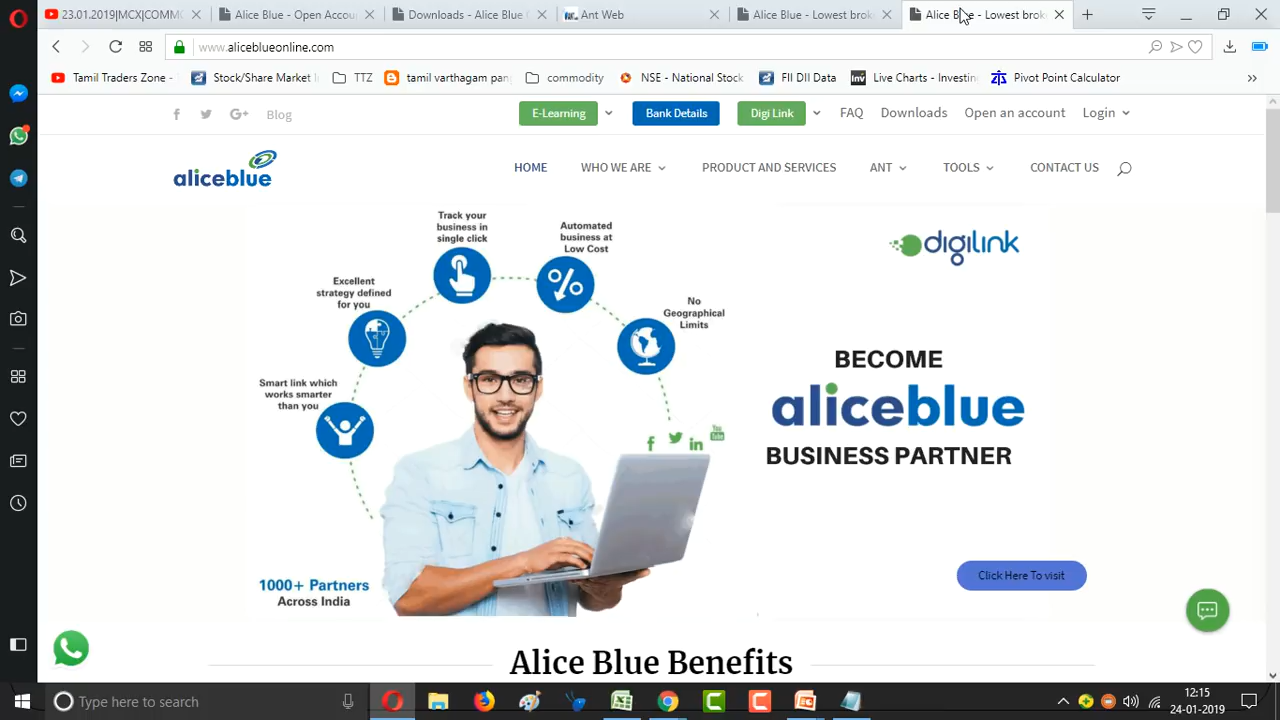 23.01.2019|MCX|COMM
Alice Blue - Open Accou
Downloads - Alice Blue
Ant Web
Alice Blue - Lowest brok
Alice Blue - Lowest brok
www.aliceblueonline.com
Tamil Traders Zone -
Stock/Share Market I
TTZ
tamil varthagam pan
commodity
NSE - National Stock
FII DII Data
Live Charts - Investin
Pivot Point Calculator
Blog
E-Learning
Bank Details
Digi Link
FAQ
Downloads
Open an account
Login
aliceblue
HOME
WHO WE ARE
PRODUCT AND SERVICES
ANT
TOOLS
CONTACT US
Track your
business in
single click
Automated
business at
Low Cost
Excellent
strategy defined
for you
No
Geographical
Limits
Smart link which
works smarter
than you
digilink
BECOME
aliceblue
BUSINESS PARTNER
1000+ Partners
Across India
Click Here To visit
Alice Blue Benefits
Type here to search
12:15
24-01-2019